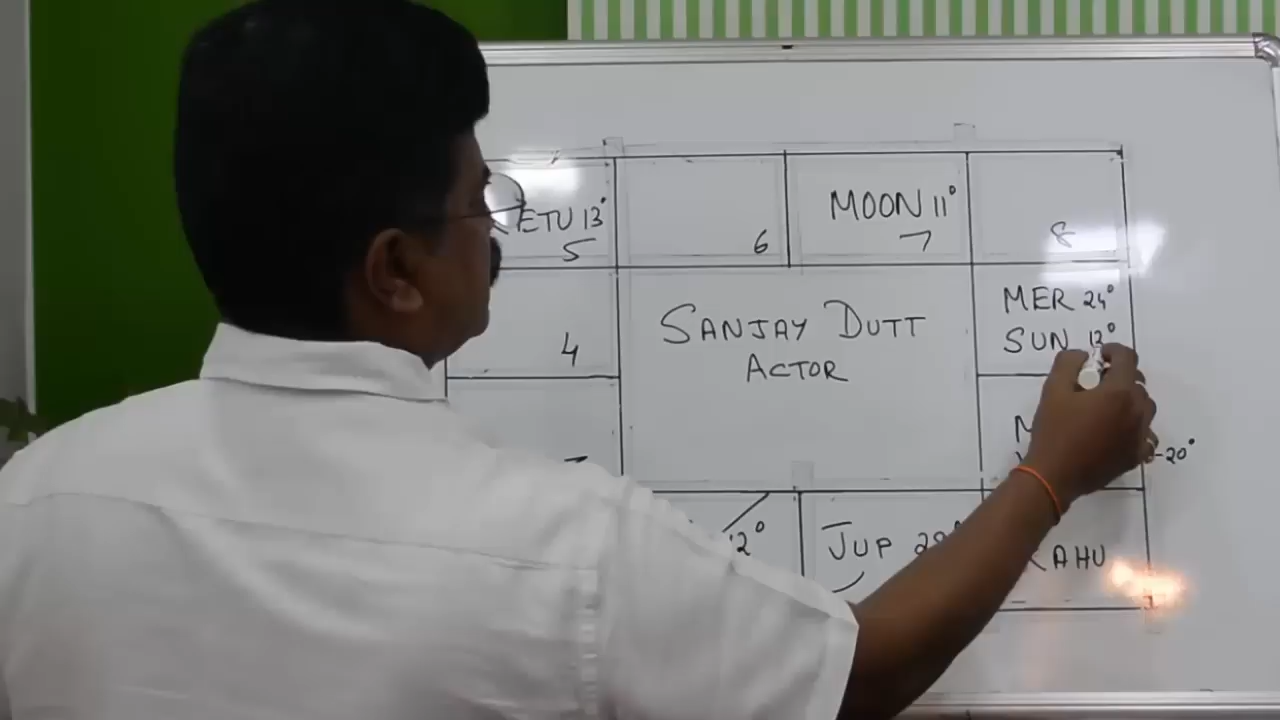 ETU 13°
5
6
MOON 11°
7
8
4
SANJAY DUTT
ACTOR
MER 24°
SUN 13°
-20°
12°
JUP
AHU